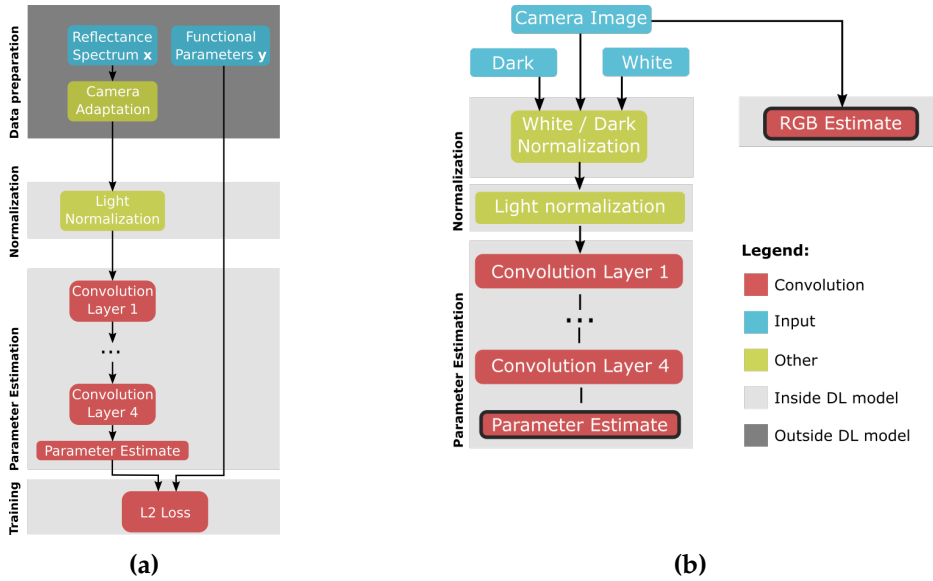 Data preparation
Reflectance
Spectrum x
Functional
Parameters y
Camera
Adaptation
Normalization
Light
Normalization
Parameter Estimation
Convolution
Layer 1
...
Convolution
Layer 4
Parameter Estimate
Training
L2 Loss
(a)
Camera Image
Dark
White
Normalization
White / Dark
Normalization
RGB Estimate
Light normalization
Parameter Estimation
Convolution Layer 1
...
Convolution Layer 4
Parameter Estimate
Legend:
Convolution
Input
Other
Inside DL model
Outside DL model
(b)